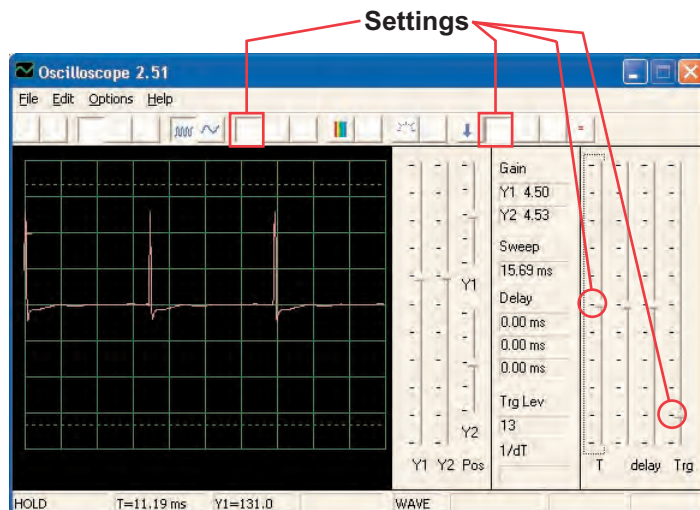 Settings
Oscilloscope 2.51
File Edit Options Help
Gain
Y1 4.50
Y2 4.53
Sweep
15.69 ms
Delay
0.00 ms
0.00 ms
0.00 ms
Trg Lev
13
1/dT
Y1
Y2
Y1 Y2 Pos
T delay Trg
HOLD T=11.19 ms Y1=131.0 WAVE